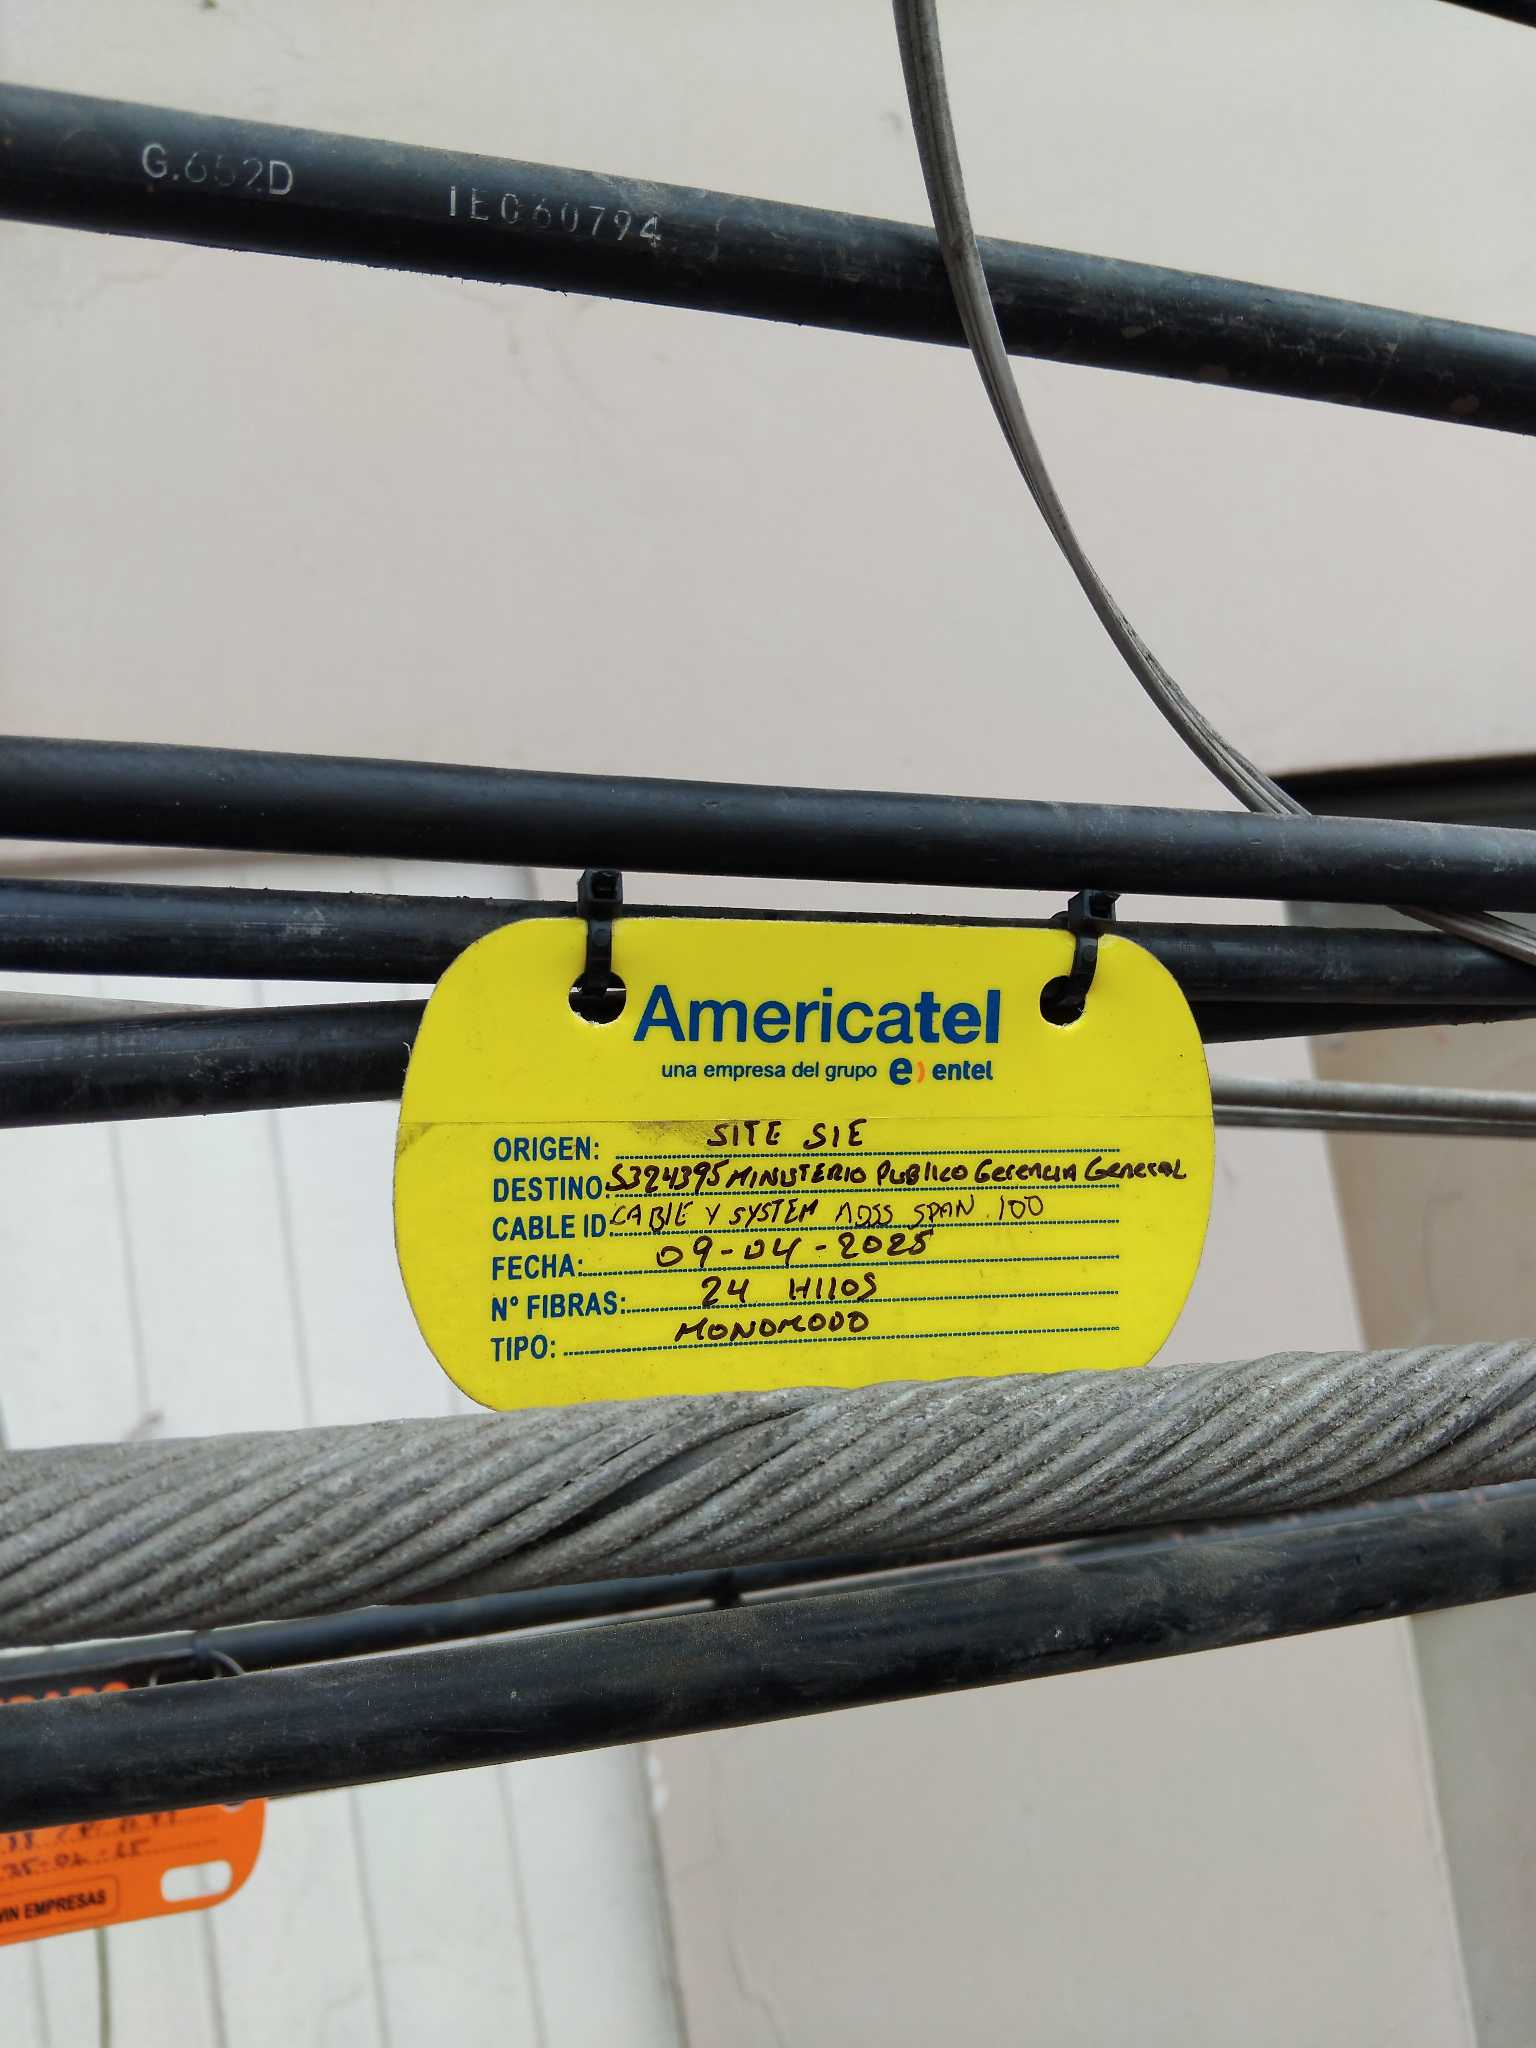 G.652D IEC60794
Americatel
una empresa del grupo e) entel
ORIGEN: SITE SIE
DESTINO: S324395 MINISTERIO PUBLICO Gerencia General
CABLE ID: CABLE Y SYSTEM ADSS SPAN 100
FECHA: 09-04-2025
N° FIBRAS: 24 HILOS
TIPO: MONOMODO
WIN EMPRESAS